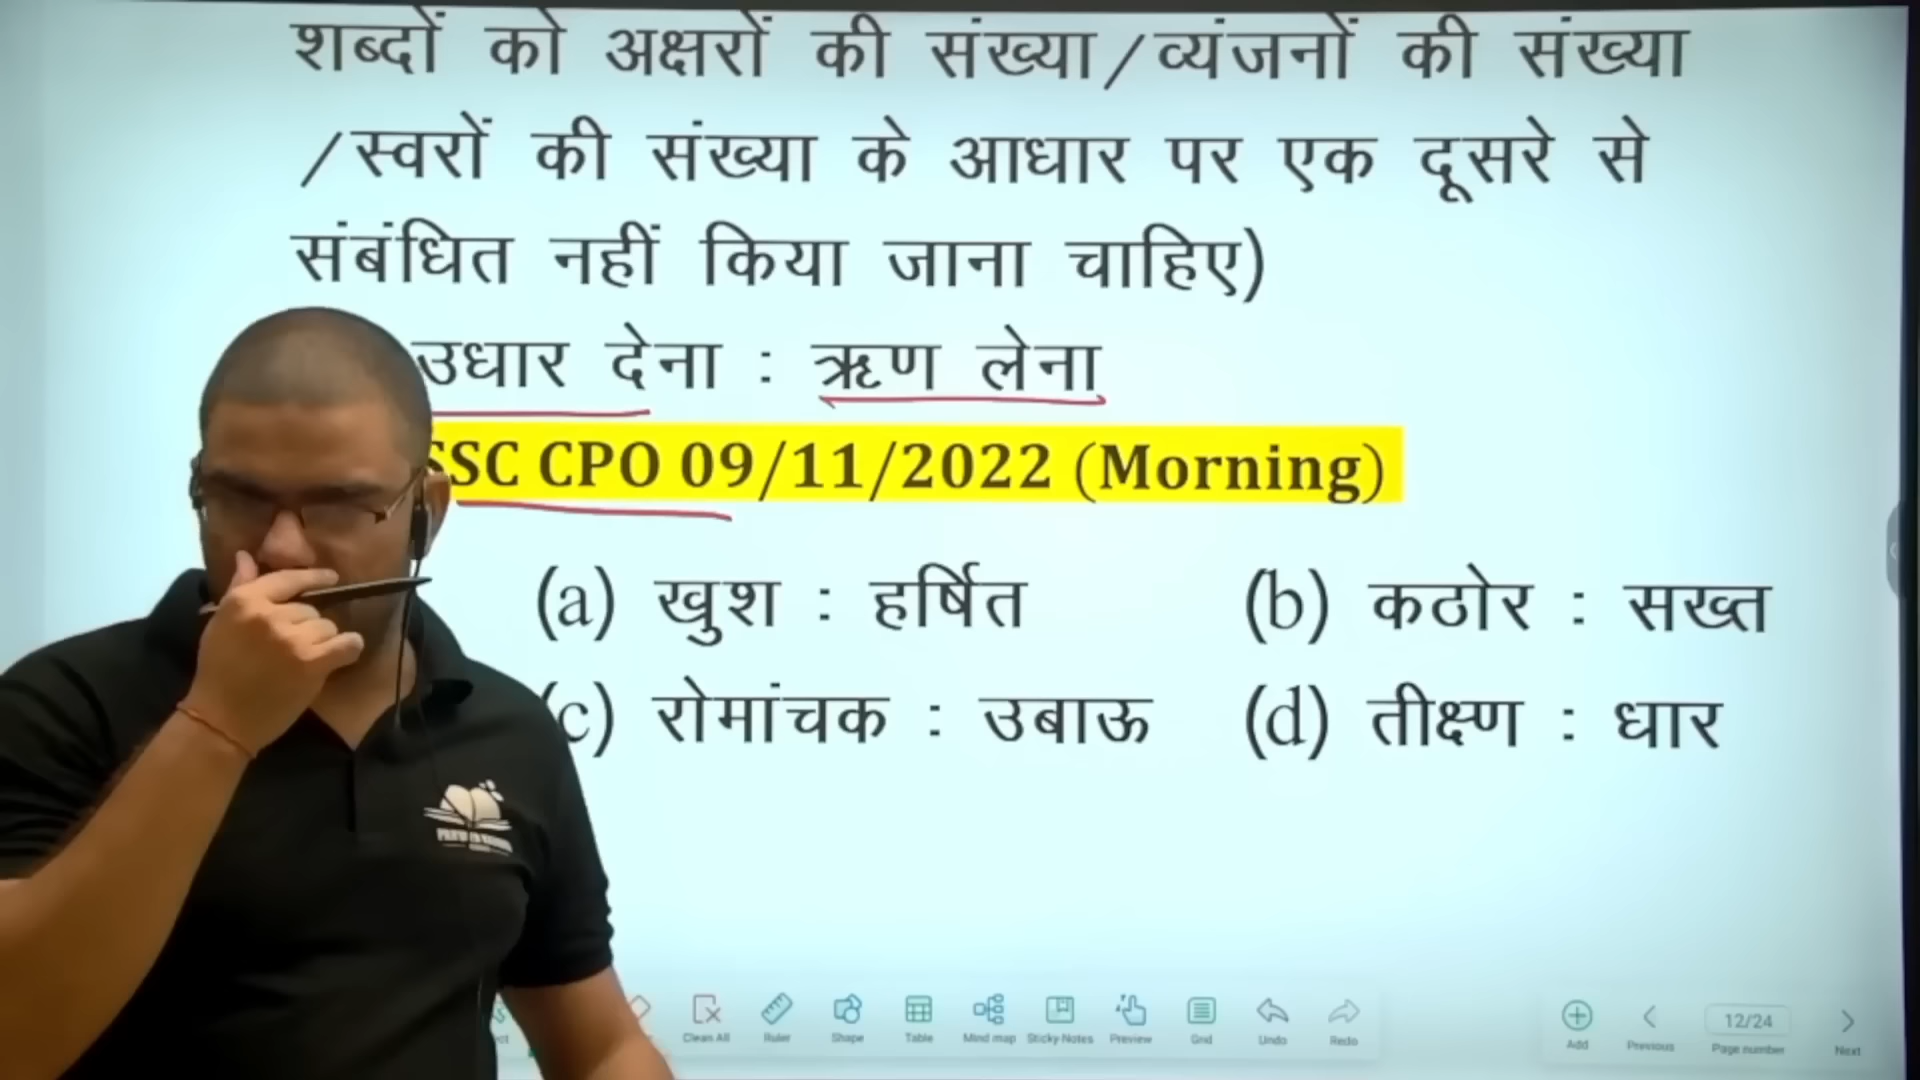 शब्दों को अक्षरों की संख्या/व्यंजनों की संख्या
/स्वरों की संख्या के आधार पर एक दूसरे से
संबंधित नहीं किया जाना चाहिए)
उधार देना : ऋण लेना
SSC CPO 09/11/2022 (Morning)
(a) खुश : हर्षित (b) कठोर : सख्त
(c) रोमांचक : उबाऊ (d) तीक्ष्ण : धार
Clean All Ruler Shape Table Mind map Sticky-Notes Preview Grid Undo Redo Add Previous 12/24 Page number Next